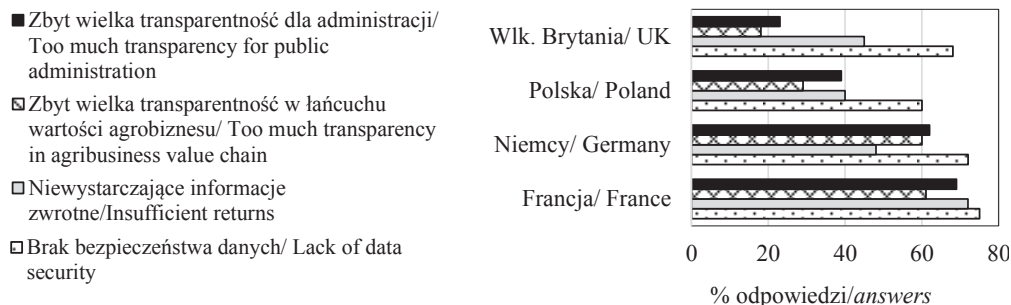 Zbyt wielka transparentność dla administracji/
Too much transparency for public
administration
Zbyt wielka transparentność w łańcuchu
wartości agrobiznesu/ Too much transparency
in agribusiness value chain
Niewystarczające informacje
zwrotne/Insufficient returns
Brak bezpieczeństwa danych/ Lack of data
security
Wlk. Brytania/ UK
Polska/ Poland
Niemcy/ Germany
Francja/ France
0 20 40 60 80
% odpowiedzi/answers